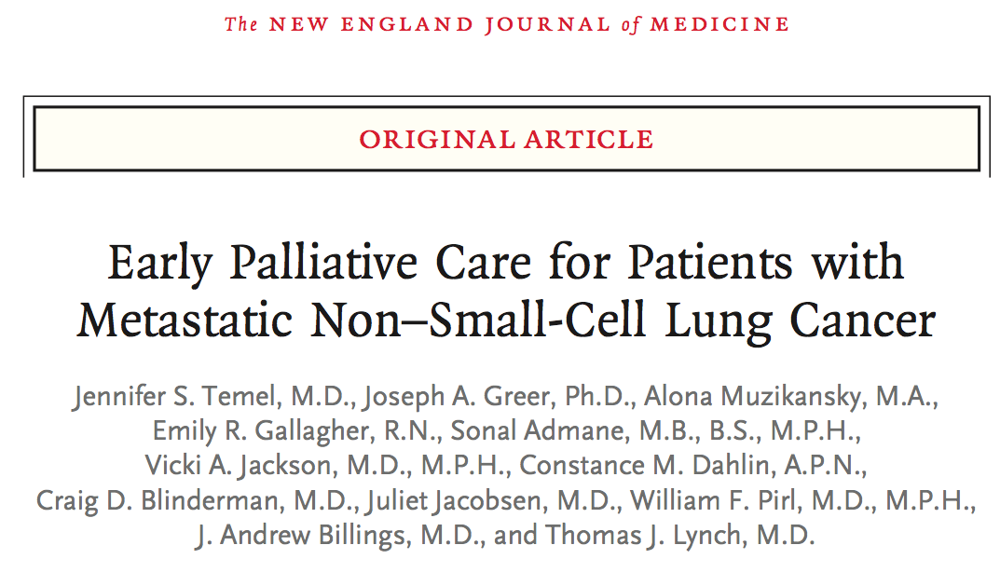 The NEW ENGLAND JOURNAL of MEDICINE
ORIGINAL ARTICLE
Early Palliative Care for Patients with
Metastatic Non–Small-Cell Lung Cancer
Jennifer S. Temel, M.D., Joseph A. Greer, Ph.D., Alona Muzikansky, M.A.,
Emily R. Gallagher, R.N., Sonal Admane, M.B., B.S., M.P.H.,
Vicki A. Jackson, M.D., M.P.H., Constance M. Dahlin, A.P.N.,
Craig D. Blinderman, M.D., Juliet Jacobsen, M.D., William F. Pirl, M.D., M.P.H.,
J. Andrew Billings, M.D., and Thomas J. Lynch, M.D.